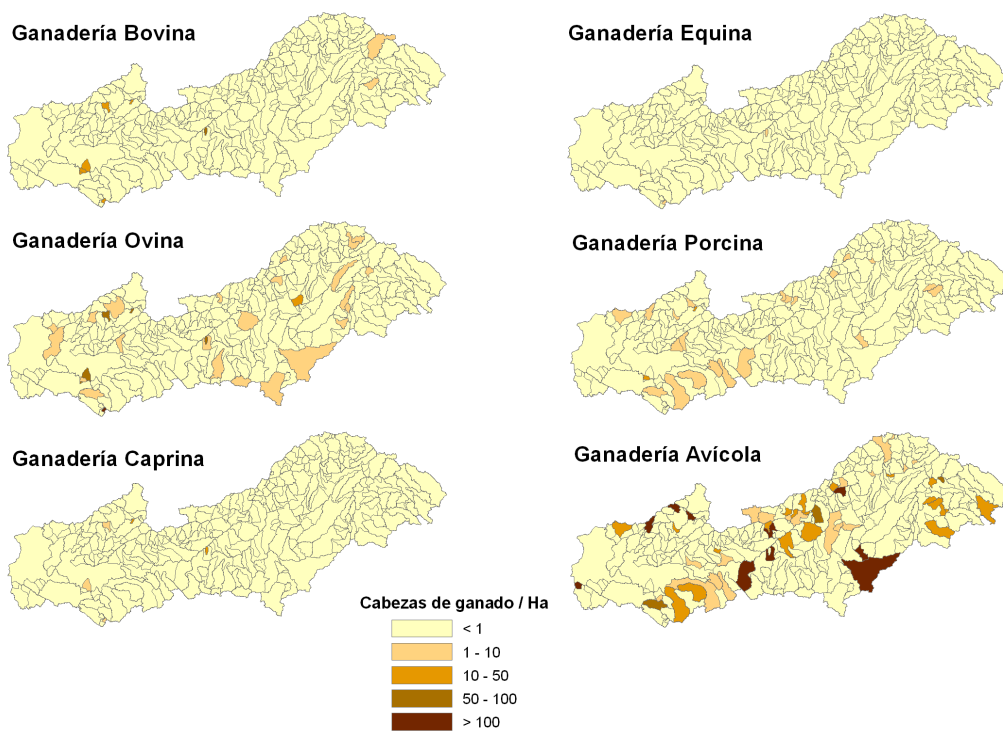 Ganadería Bovina
Ganadería Equina
Ganadería Ovina
Ganadería Porcina
Ganadería Caprina
Ganadería Avícola
Cabezas de ganado / Ha
< 1
1 - 10
10 - 50
50 - 100
> 100